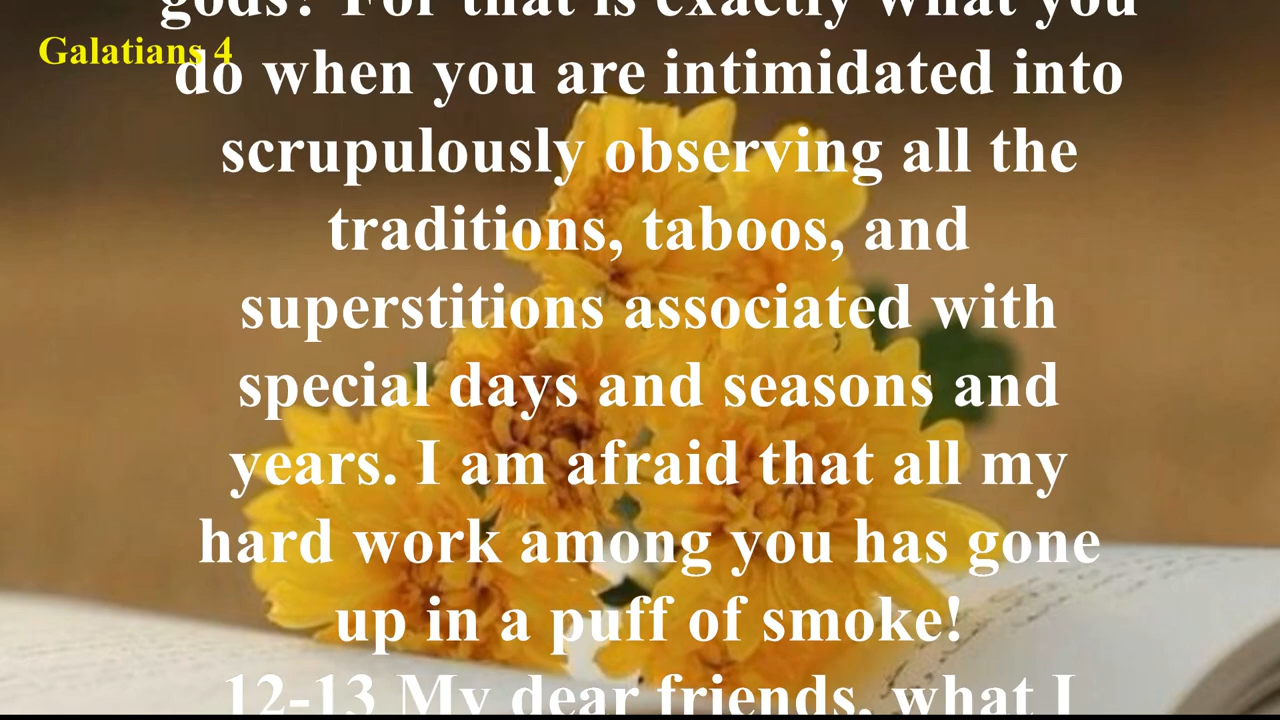 gods? For that is exactly what you
Galatians 4
do when you are intimidated into
scrupulously observing all the
traditions, taboos, and
superstitions associated with
special days and seasons and
years. I am afraid that all my
hard work among you has gone
up in a puff of smoke!
12-13 My dear friends, what I